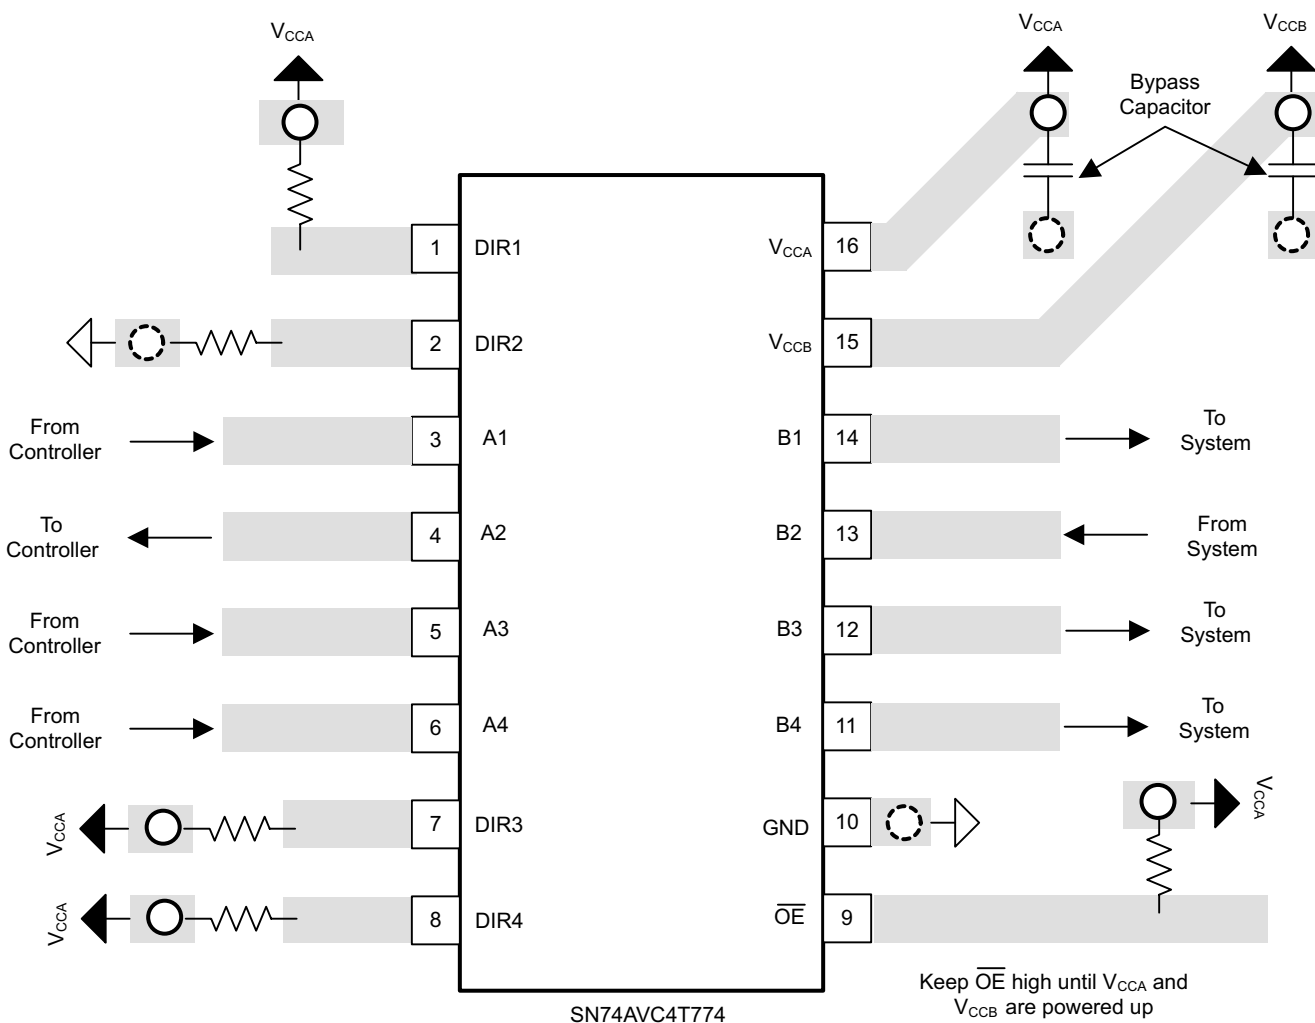 VCCA
VCCA
VCCB
Bypass
Capacitor
1 DIR1
VCCA 16
2 DIR2
VCCB 15
From
Controller
3 A1
B1 14
To
System
To
Controller
4 A2
B2 13
From
System
From
Controller
5 A3
B3 12
To
System
From
Controller
6 A4
B4 11
To
System
VCCA
7 DIR3
GND 10
VCCA
VCCA
8 DIR4
O̅E̅ 9
Keep O̅E̅ high until VCCA and
VCCB are powered up
SN74AVC4T774